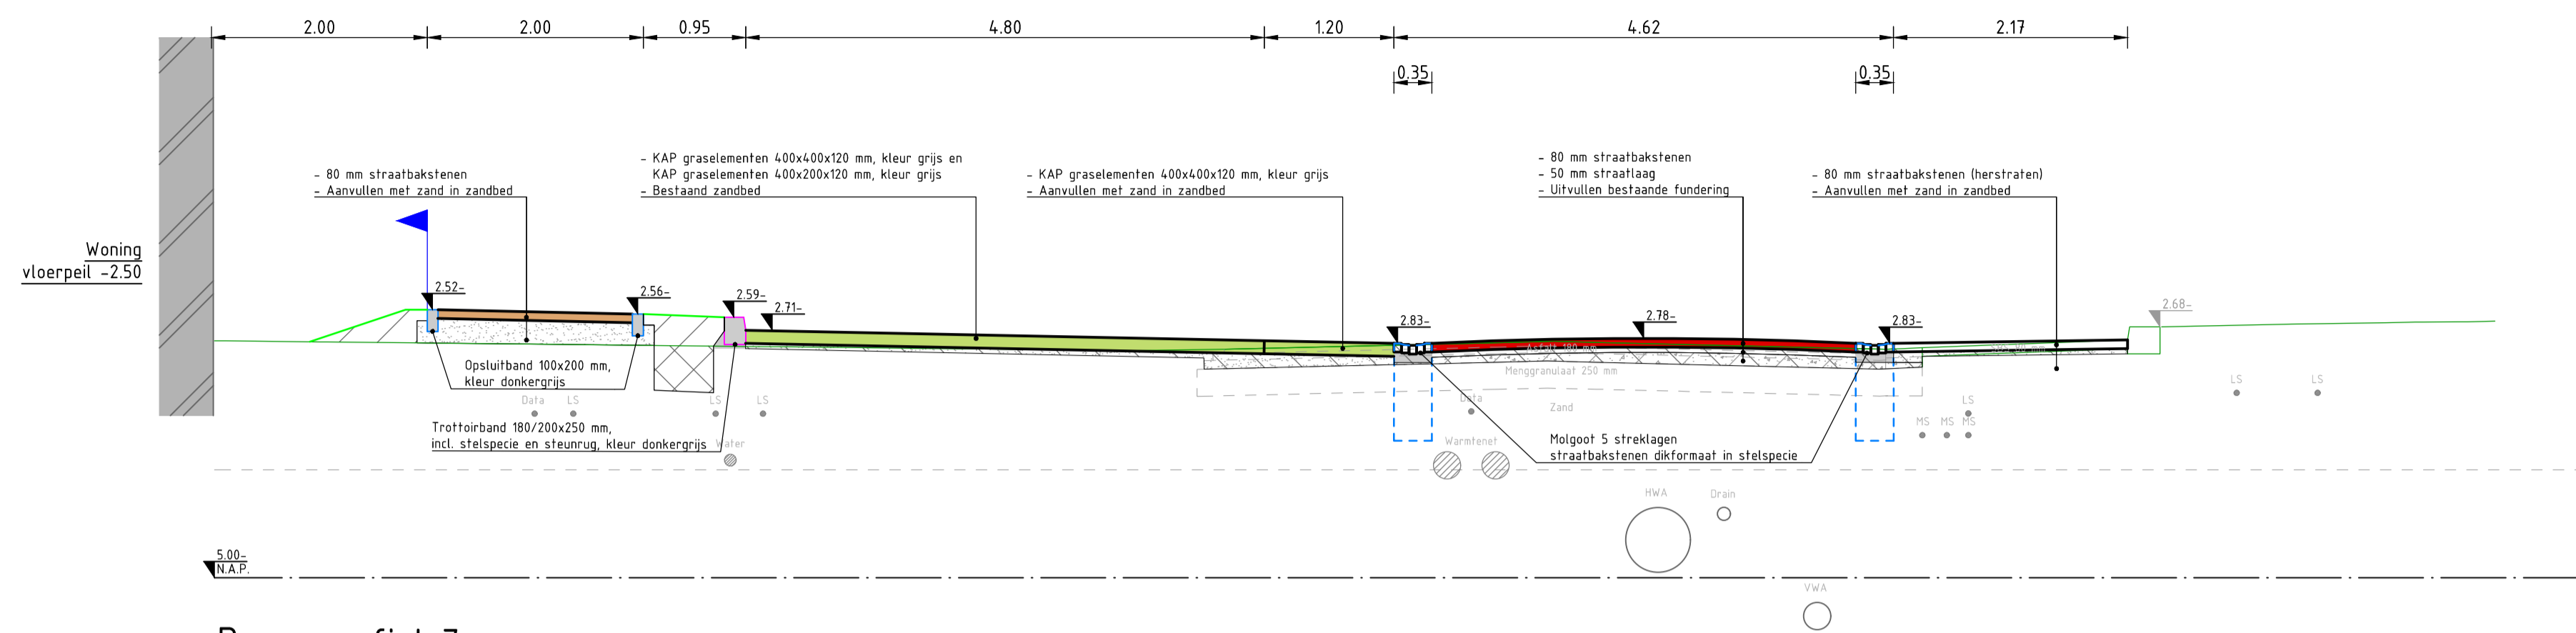 2.00
2.00
0.95
4.80
1.20
4.62
2.17
0.35
0.35
- 80 mm straatbakstenen
- Aanvullen met zand in zandbed
- KAP graselementen 400x400x120 mm, kleur grijs en
KAP graselementen 400x200x120 mm, kleur grijs
- Bestaand zandbed
- KAP graselementen 400x400x120 mm, kleur grijs
- Aanvullen met zand in zandbed
- 80 mm straatbakstenen
- 50 mm straatlaag
- Uitvullen bestaande fundering
- 80 mm straatbakstenen (herstraten)
- Aanvullen met zand in zandbed
Woning
vloerpeil -2.50
2.52-
2.56-
2.59-
2.71-
2.83-
2.78-
2.83-
2.68-
Asfalt 180 mm
Menggranulaat 250 mm
Zand
Opsluitband 100x200 mm,
kleur donkergrijs
Data
LS
LS
LS
Data
LS
MS
MS
MS
LS
LS
Trottoirband 180/200x250 mm,
incl. stelspecie en steunrug, kleur donkergrijs
Water
Warmtenet
Molgoot 5 streklagen
straatbakstenen dikformaat in stelspecie
HWA
Drain
5.00-
N.A.P.
VWA